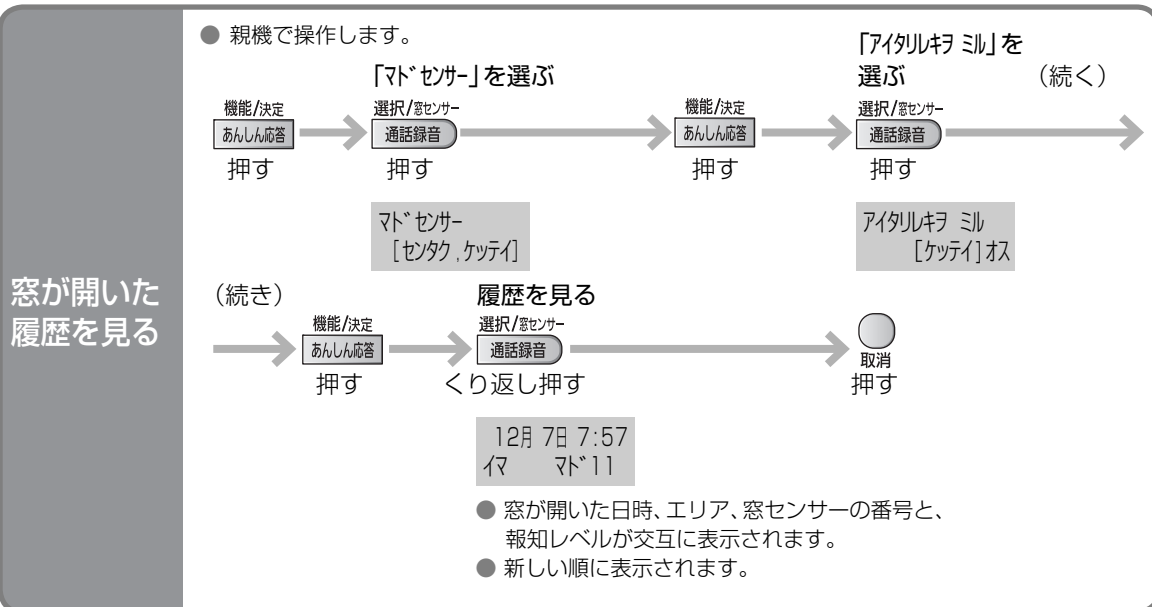 ● 親機で操作します。
「マドセンサー」を選ぶ
「アイタリレキヲ ミル」を
選ぶ
（続く）
機能/決定
あんしん応答
押す
選択/窓センサー
通話録音
押す
機能/決定
あんしん応答
押す
選択/窓センサー
通話録音
押す
マドセンサー
[センタク,ケッテイ]
アイタリレキヲ ミル
[ケッテイ]オス
窓が開いた
履歴を見る
（続き）
機能/決定
あんしん応答
押す
履歴を見る
選択/窓センサー
通話録音
くり返し押す
取消
押す
12月 7日 7:57
イマ マド11
● 窓が開いた日時、エリア、窓センサーの番号と、
報知レベルが交互に表示されます。
● 新しい順に表示されます。